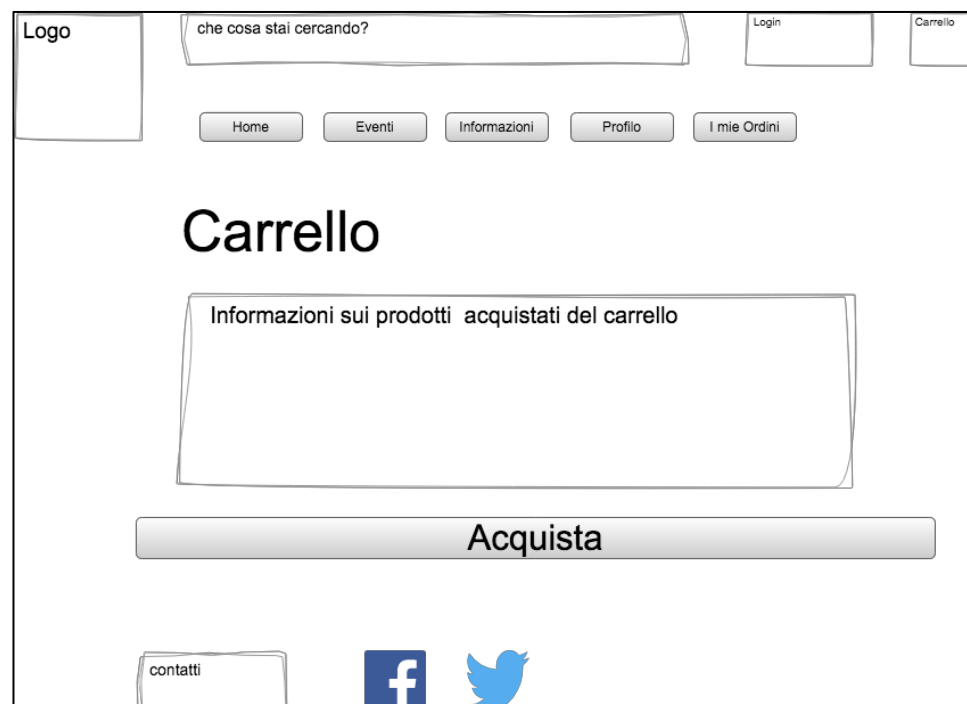 Logo
che cosa stai cercando?
Login
Carrello
Home
Eventi
Informazioni
Profilo
I mie Ordini
Carrello
Informazioni sui prodotti acquistati del carrello
Acquista
contatti